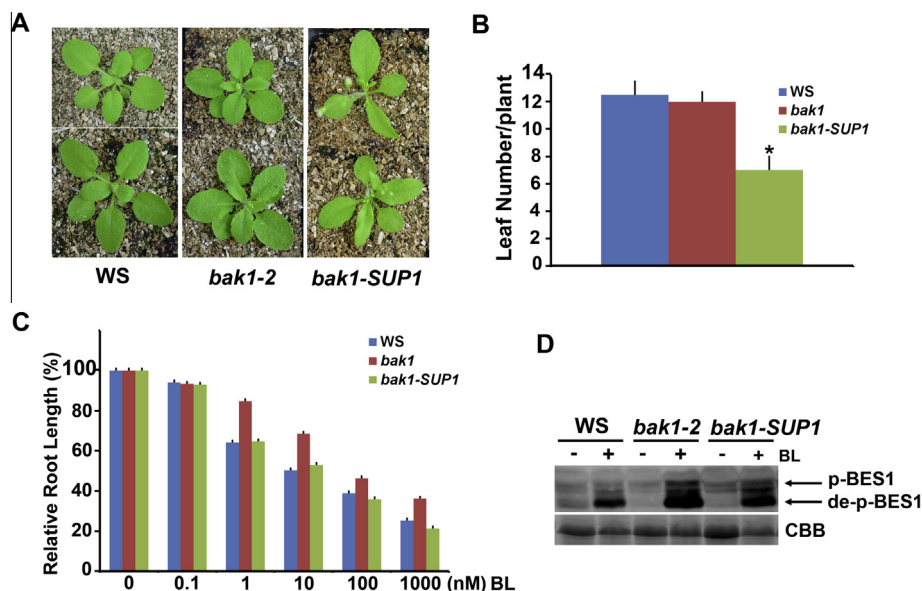 A
WS
bak1-2
bak1-SUP1
B
Leaf Number/plant
14
12
10
8
6
4
2
0
WS
bak1
bak1-SUP1
*
C
Relative Root Length (%)
100
80
60
40
20
0
WS
bak1
bak1-SUP1
0 0.1 1 10 100 1000 (nM) BL
D
WS bak1-2 bak1-SUP1
- + - + - + BL
p-BES1
de-p-BES1
CBB